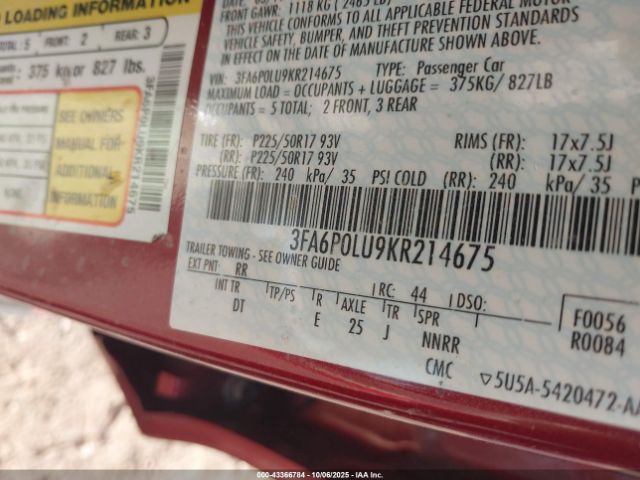 LOADING INFORMATION
TOTAL: 5 FRONT: 2 REAR: 3
375 kg or 827 lbs.
SEE OWNERS
MANUAL FOR
ADDITIONAL
INFORMATION
3FA6P0LU9KR214675
FRONT GAWR: 1118 KG
VEHICLE CONFORMS TO ALL APPLICABLE FEDERAL MOTOR
VEHICLE SAFETY, BUMPER, AND THEFT PREVENTION STANDARDS
IN EFFECT ON THE DATE OF MANUFACTURE SHOWN ABOVE.
VIN: 3FA6P0LU9KR214675 TYPE: Passenger Car
MAXIMUM LOAD = OCCUPANTS + LUGGAGE = 375KG/ 827LB
OCCUPANTS = 5 TOTAL; 2 FRONT, 3 REAR
TIRE (FR): P225/50R17 93V RIMS (FR): 17x7.5J
(RR): P225/50R17 93V (RR): 17x7.5J
PRESSURE (FR): 240 kPa/ 35 PSI COLD (RR): 240 kPa/ 35
3FA6P0LU9KR214675
TRAILER TOWING - SEE OWNER GUIDE
EXT PNT: RR RC: 44 DSO:
INT TR TP/PS R AXLE TR SPR
DT E 25 J NNRR
CMC
F0056
R0084
5U5A-5420472-AA
000-43366784 | 10/06/2025 | IAA Inc.